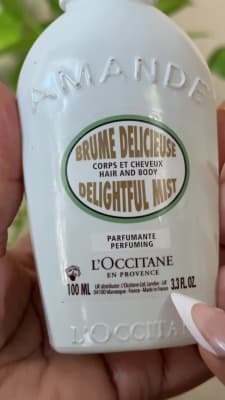 AMANDE
BRUME DELICIEUSE
CORPS ET CHEVEUX
HAIR AND BODY
DELIGHTFUL MIST
PARFUMANTE
PERFUMING
L'OCCITANE
EN PROVENCE
100 ML
3.3 FL. OZ.
L'OCCITAN